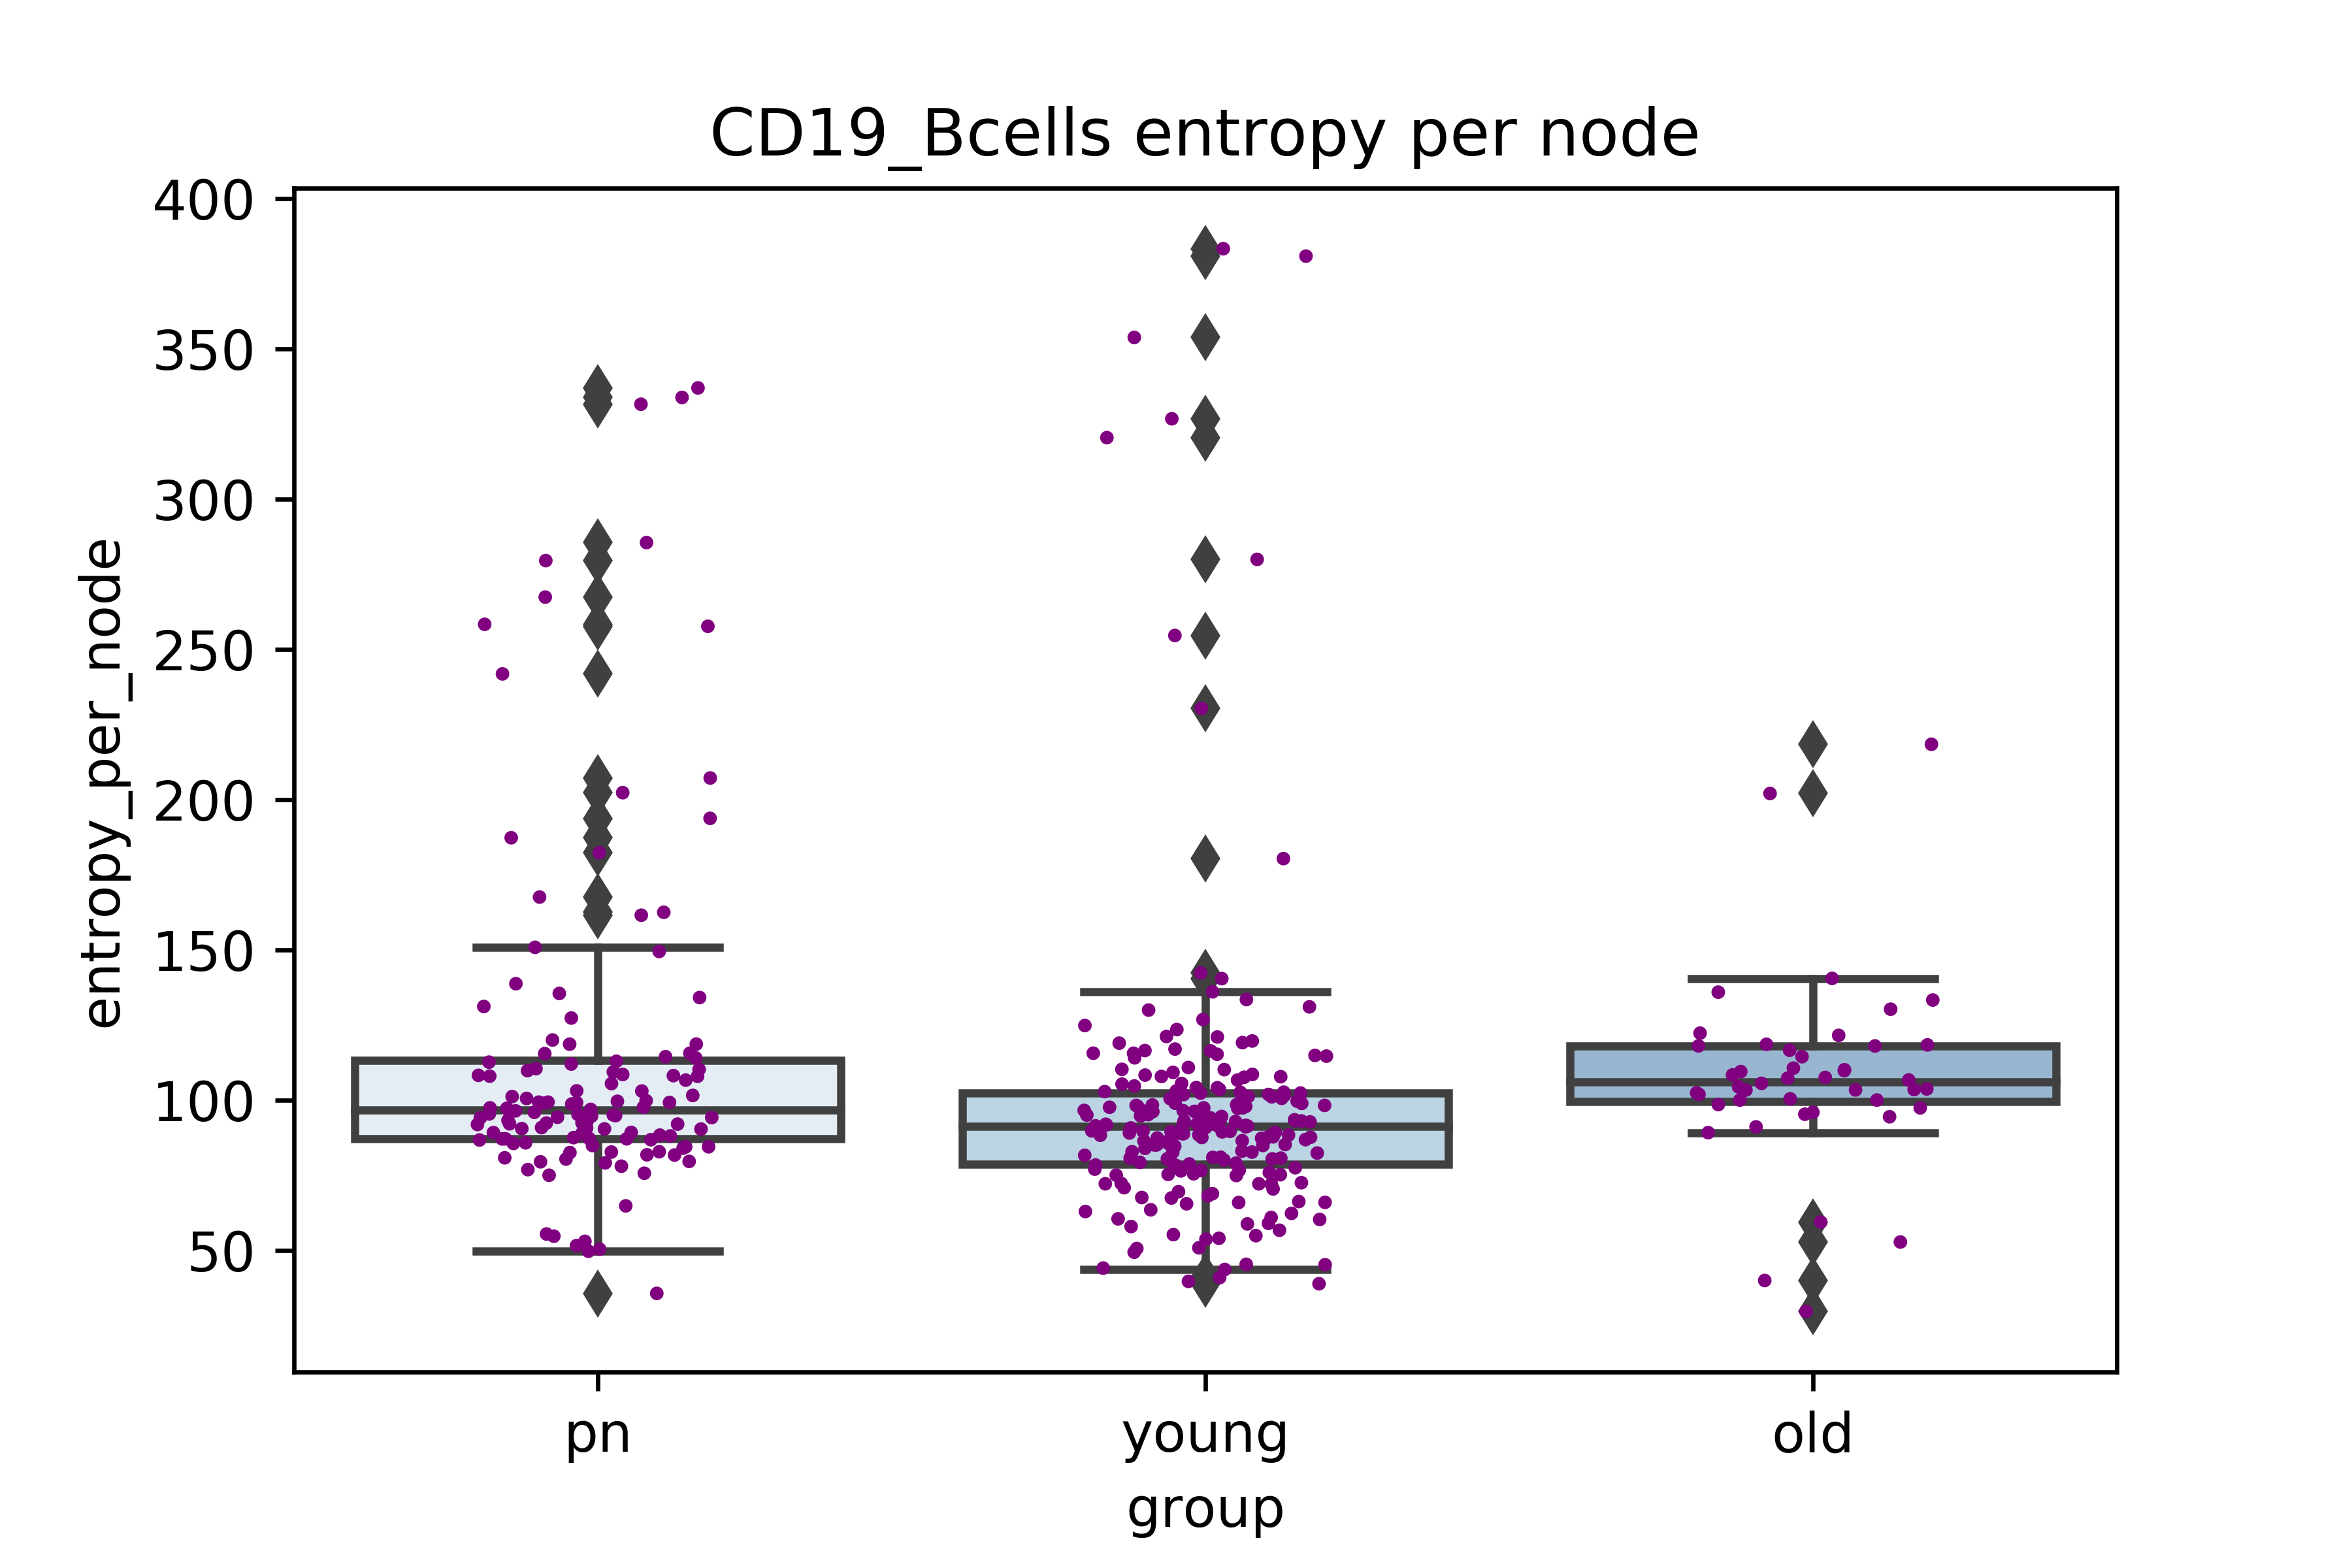 CD19_Bcells entropy per node
400
350
300
250
200
150
100
50
entropy_per_node
pn
young
old
group